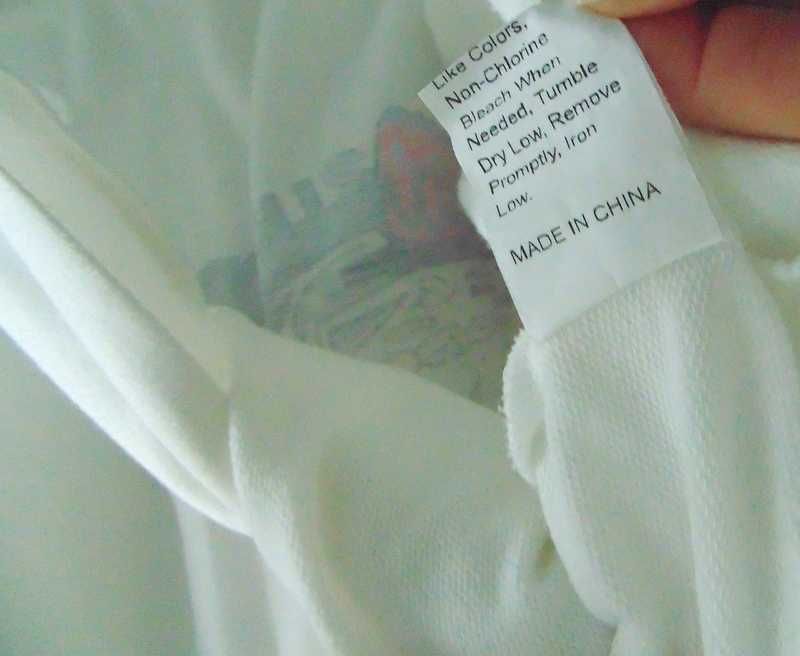 Like Colors,
Non-Chlorine
Bleach When
Needed, Tumble
Dry Low, Remove
Promptly, Iron
Low.
MADE IN CHINA